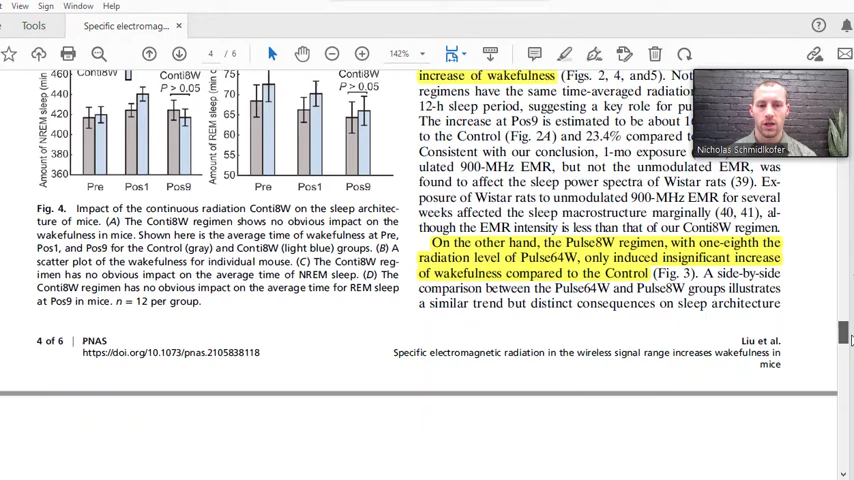 Sign Window Help
Tools
Specific electromag... ×
4 / 6
142%
460
440
420
400
380
360
Amount of NREM sleep (min
Conti8W
Conti8W
P > 0.05
Pre Pos1 Pos9
75
70
65
60
55
50
Amount of REM sleep (min
Conti8W
P > 0.05
Pre Pos1 Pos9
Fig. 4. Impact of the continuous radiation Conti8W on the sleep architec-
ture of mice. (A) The Conti8W regimen shows no obvious impact on the
wakefulness in mice. Shown here is the average time of wakefulness at Pre,
Pos1, and Pos9 for the Control (gray) and Conti8W (light blue) groups. (B) A
scatter plot of the wakefulness for individual mouse. (C) The Conti8W reg-
imen has no obvious impact on the average time of NREM sleep. (D) The
Conti8W regimen has no obvious impact on the average time for REM sleep
at Pos9 in mice. n = 12 per group.
increase of wakefulness (Figs. 2, 4, and5). Not
regimens have the same time-averaged radiation
12-h sleep period, suggesting a key role for pu
The increase at Pos9 is estimated to be about 16
to the Control (Fig. 2A) and 23.4% compared to
Consistent with our conclusion, 1-mo exposure
ulated 900-MHz EMR, but not the unmodulated EMR, was
found to affect the sleep power spectra of Wistar rats (39). Ex-
posure of Wistar rats to unmodulated 900-MHz EMR for several
weeks affected the sleep macrostructure marginally (40, 41), al-
though the EMR intensity is less than that of our Conti8W regimen.
On the other hand, the Pulse8W regimen, with one-eighth the
radiation level of Pulse64W, only induced insignificant increase
of wakefulness compared to the Control (Fig. 3). A side-by-side
comparison between the Pulse64W and Pulse8W groups illustrates
a similar trend but distinct consequences on sleep architecture
Nicholas Schmidlkofer
4 of 6 | PNAS
https://doi.org/10.1073/pnas.2105838118
Liu et al.
Specific electromagnetic radiation in the wireless signal range increases wakefulness in
mice